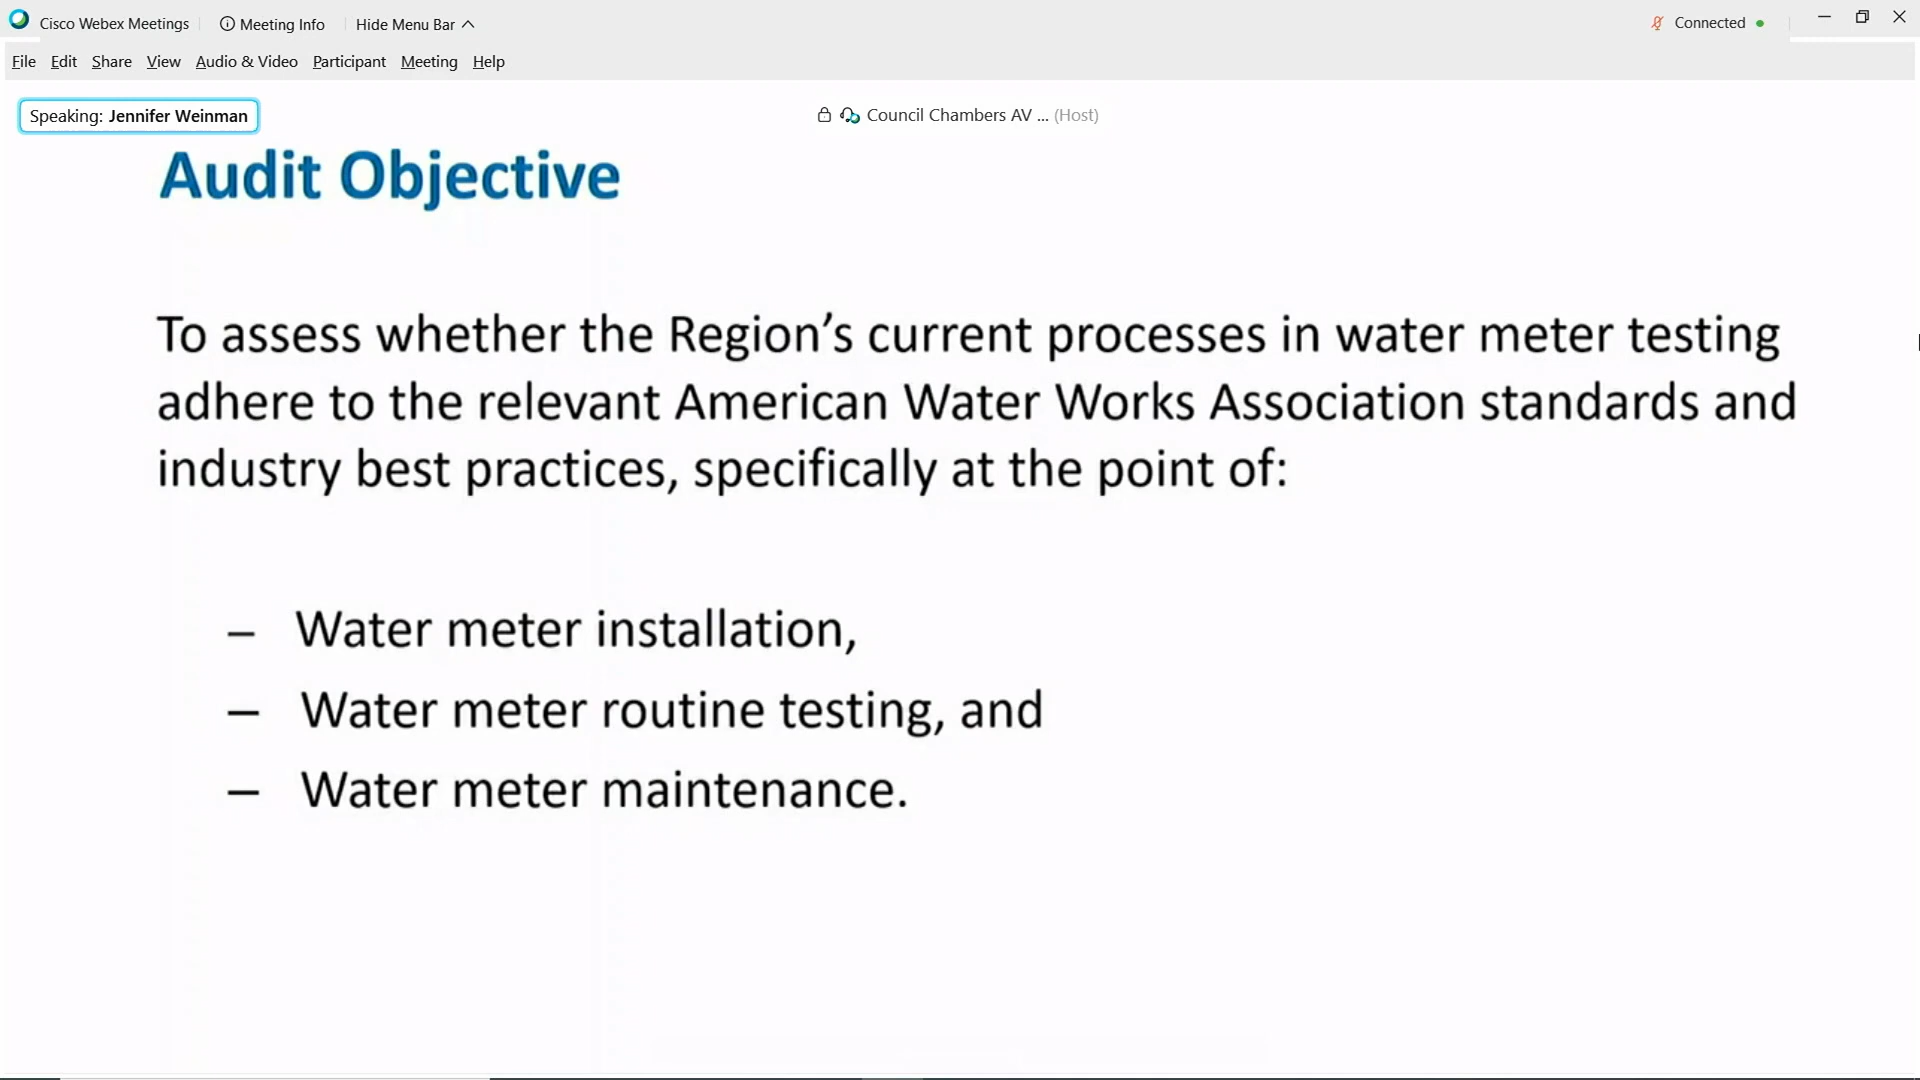 Cisco Webex Meetings Meeting Info Hide Menu Bar Connected
File Edit Share View Audio & Video Participant Meeting Help
Speaking: Jennifer Weinman
Council Chambers AV ... (Host)
Audit Objective
To assess whether the Region’s current processes in water meter testing
adhere to the relevant American Water Works Association standards and
industry best practices, specifically at the point of:
– Water meter installation,
– Water meter routine testing, and
– Water meter maintenance.